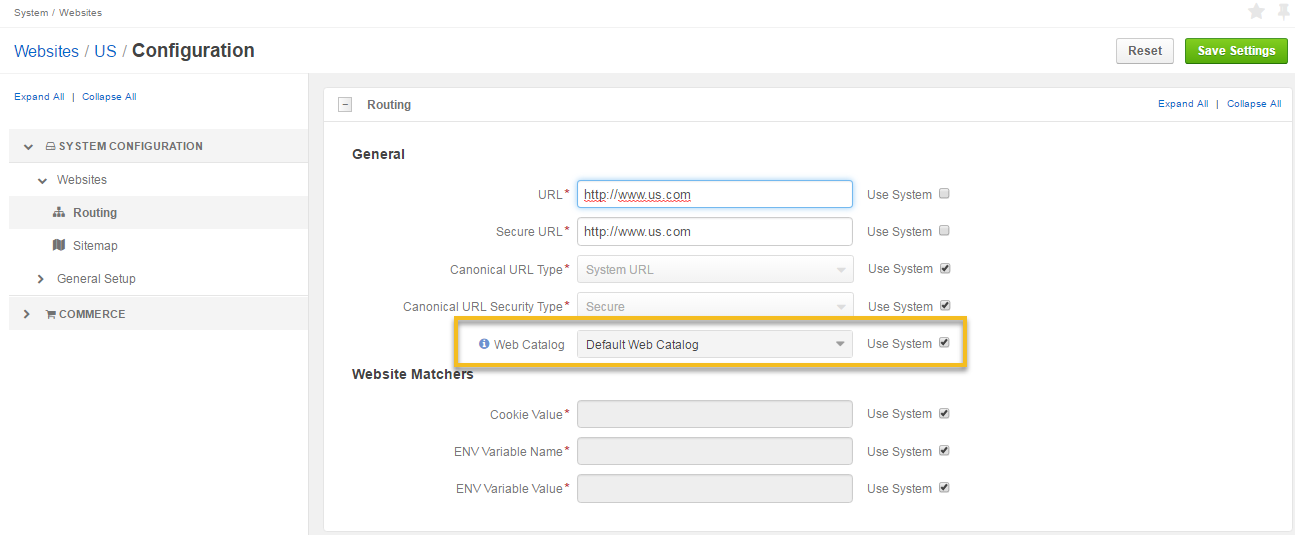 System / Websites
Websites / US / Configuration
Reset
Save Settings
Expand All | Collapse All
SYSTEM CONFIGURATION
Websites
Routing
Sitemap
General Setup
COMMERCE
Routing
Expand All | Collapse All
General
URL* http://www.us.com Use System
Secure URL* http://www.us.com Use System
Canonical URL Type* System URL Use System
Canonical URL Security Type* Secure Use System
Web Catalog Default Web Catalog Use System
Website Matchers
Cookie Value* Use System
ENV Variable Name* Use System
ENV Variable Value* Use System